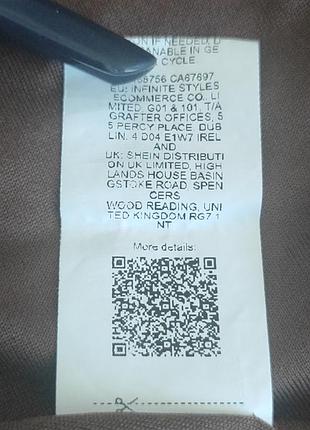 ON IF NEEDED, D
ANABLE IN GE
CYCLE.
68756 CA67697
EU: INFINITE STYLES
ECOMMERCE CO., LI
MITED, G01 & 101, T/A
GRAFTER OFFICES, 5
5 PERCY PLACE, DUB
LIN, 4 D04 E1W7 IREL
AND
UK: SHEIN DISTRIBUTI
ON UK LIMITED, HIGH
LANDS HOUSE BASIN
GSTOKE ROAD, SPEN
CERS
WOOD READING, UNI
TED KINGDOM RG7 1
NT
More details: